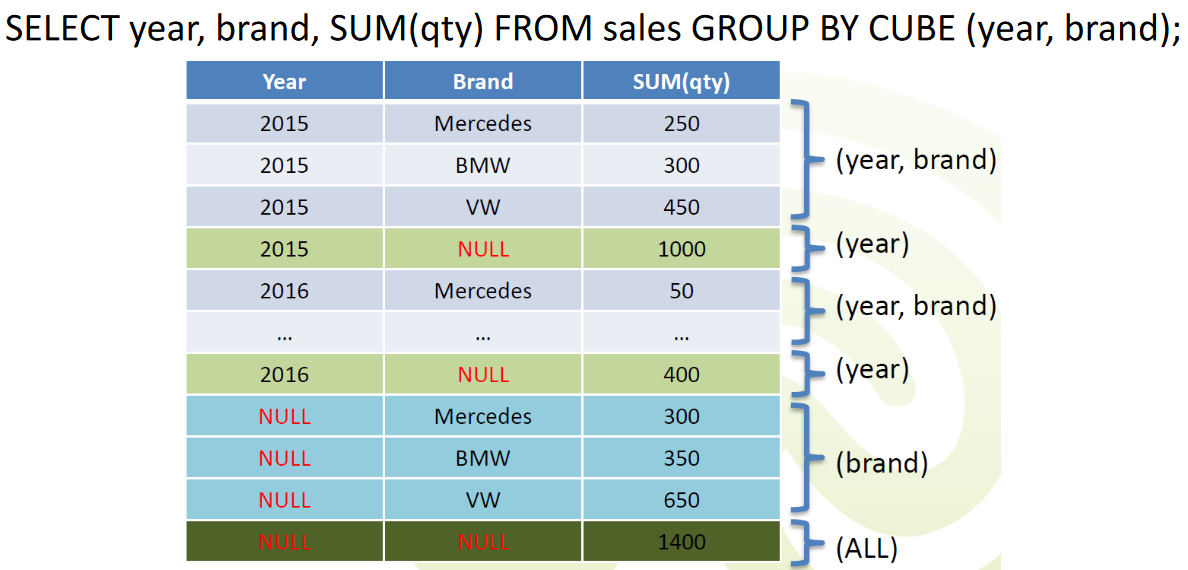 SELECT year, brand, SUM(qty) FROM sales GROUP BY CUBE (year, brand);
Year Brand SUM(qty)
2015 Mercedes 250
2015 BMW 300
(year, brand)
2015 VW 450
2015 NULL 1000
(year)
2016 Mercedes 50
... ... ...
(year, brand)
2016 NULL 400
(year)
NULL Mercedes 300
NULL BMW 350
(brand)
NULL VW 650
NULL NULL 1400
(ALL)